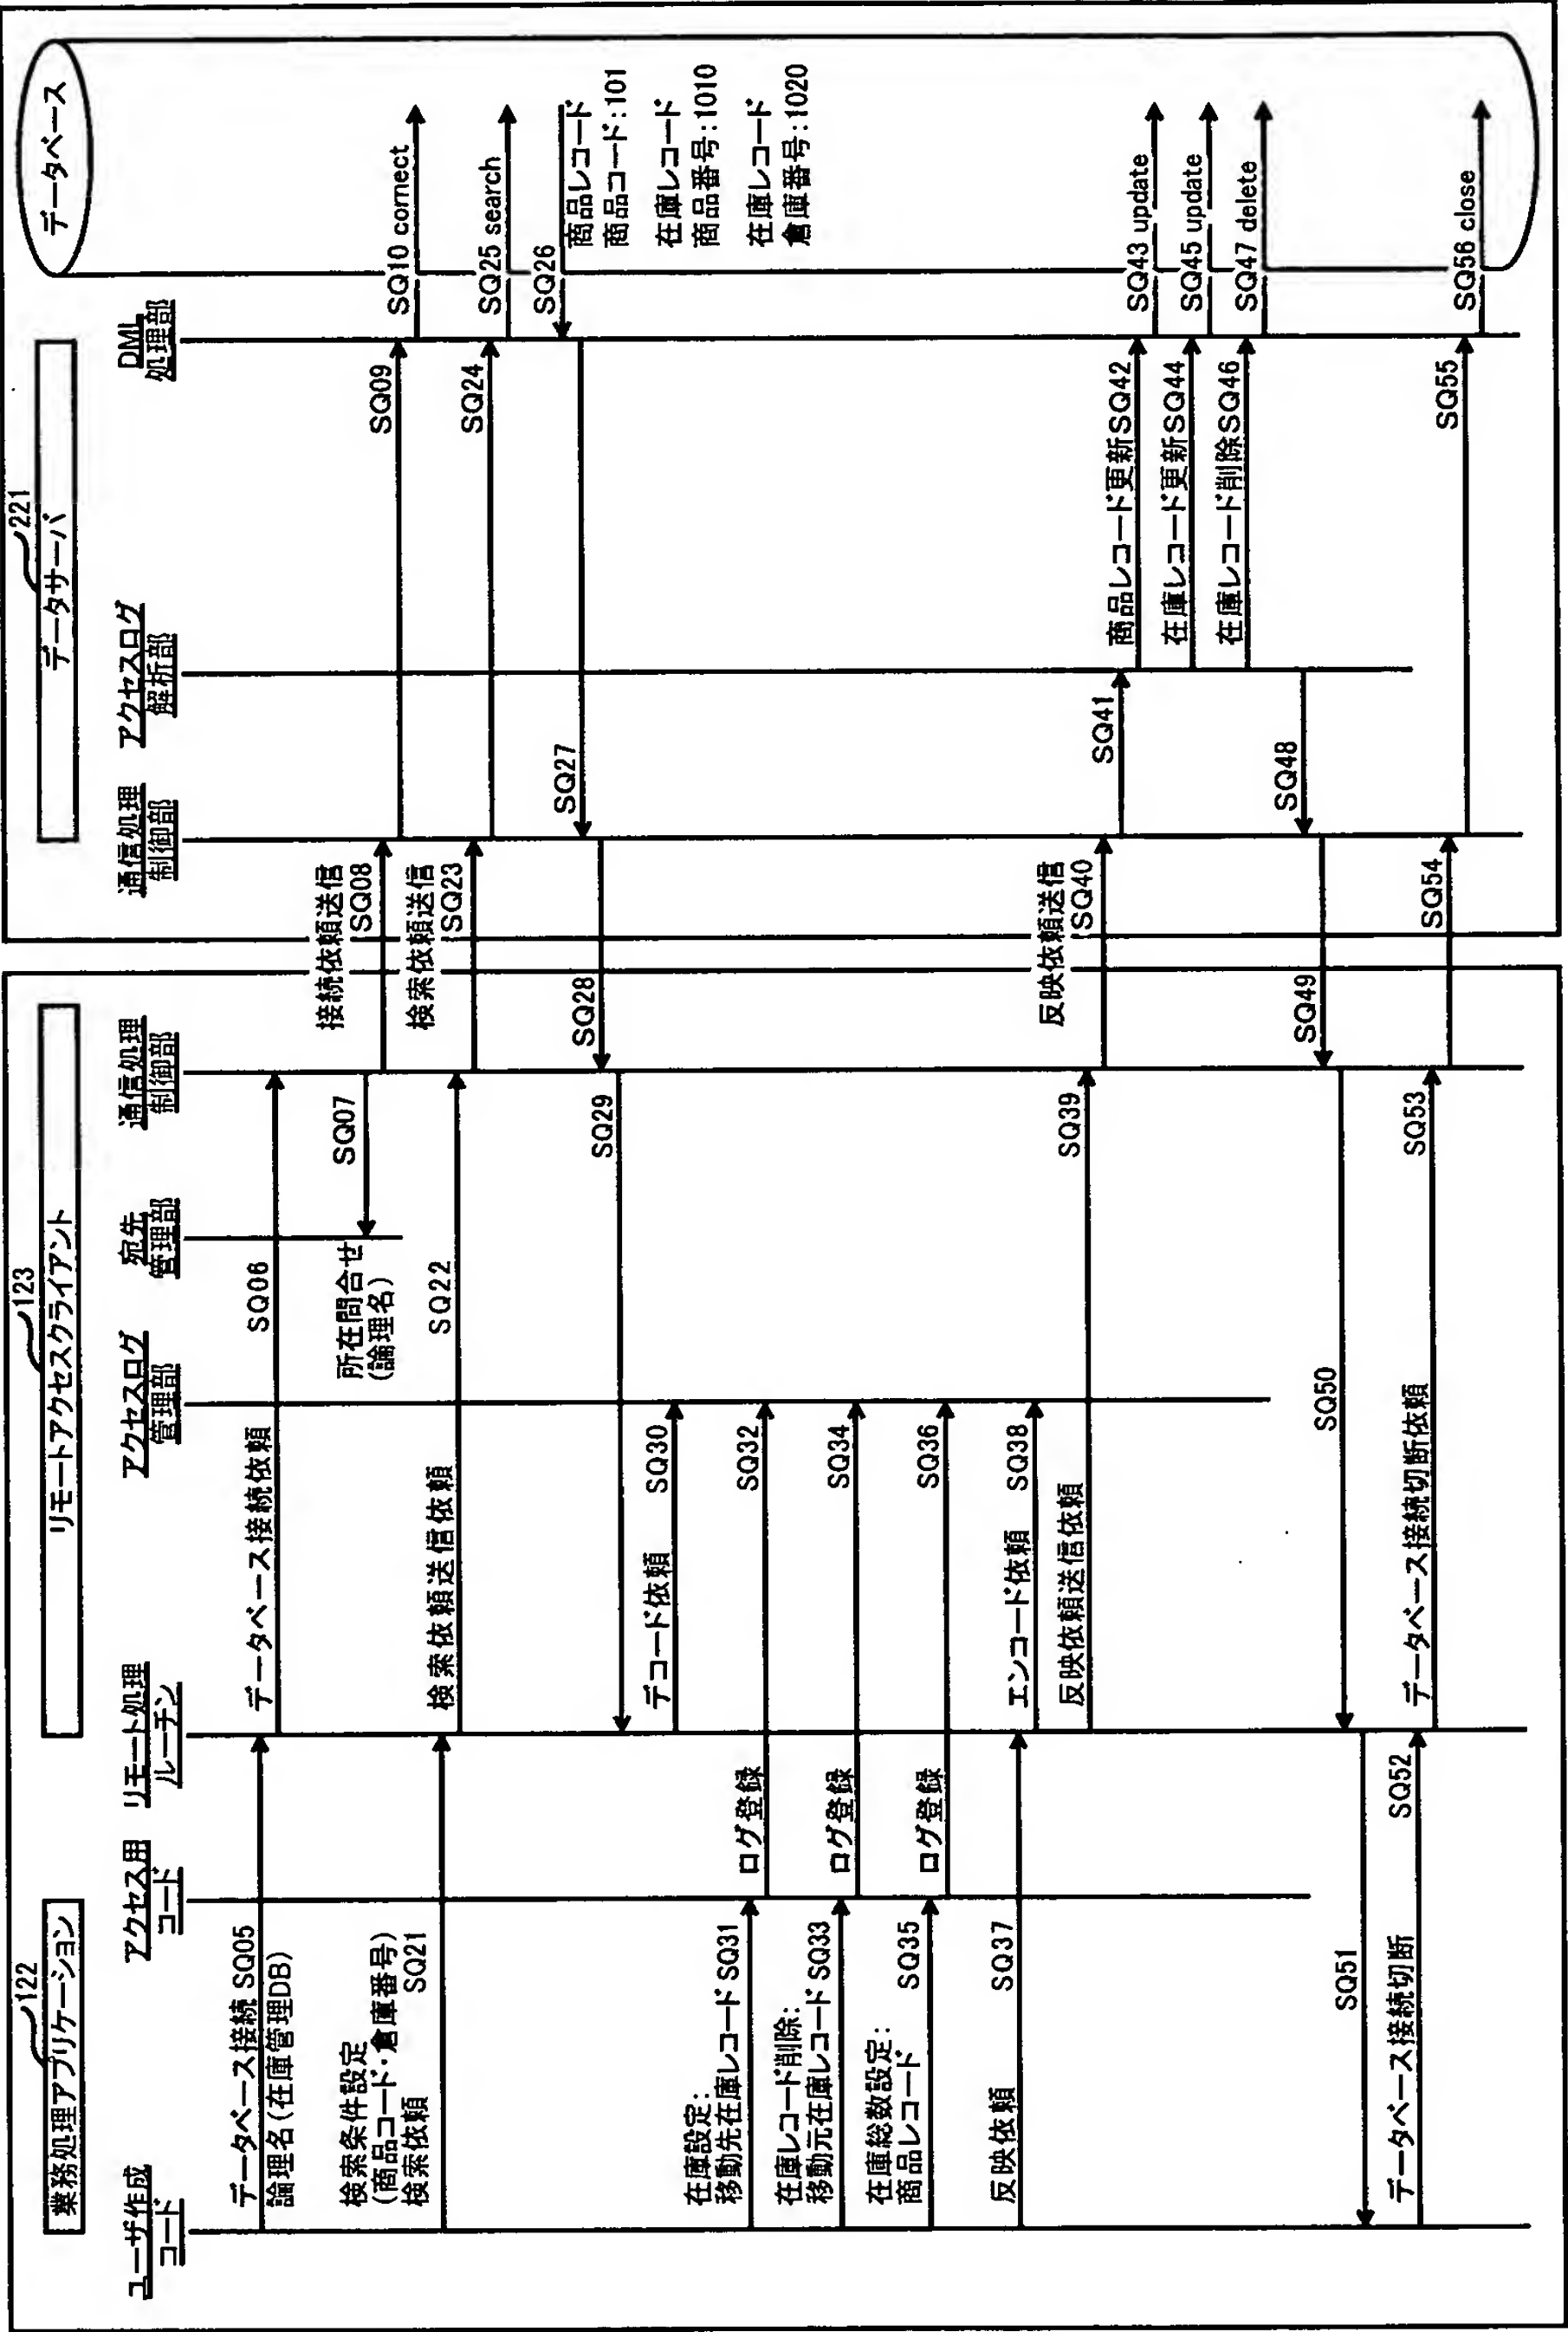 122
業務処理アプリケーション
123
リモートアクセスクライアント
221
データサーバ
データベース
ユーザ作成
コード
アクセス用
コード
リモート処理
ルーチン
アクセスログ
管理部
宛先
管理部
通信処理
制御部
通信処理
制御部
アクセスログ
解析部
DML
処理部
データベース接続 SQ05
論理名(在庫管理DB)
データベース接続依頼
SQ06
SQ07
所在問合せ
(論理名)
接続依頼送信
SQ08
SQ09
SQ10 cornect
検索条件設定
(商品コード・倉庫番号)
検索依頼
SQ21
検索依頼送信依頼
SQ22
検索依頼送信
SQ23
SQ24
SQ25 search
SQ26
商品レコード
商品コード:101
在庫レコード
商品番号:1010
在庫レコード
倉庫番号:1020
SQ27
SQ28
SQ29
デコード依頼
SQ30
在庫設定:
移動先在庫レコード SQ31
ログ登録
SQ32
在庫レコード削除:
移動元在庫レコード SQ33
ログ登録
SQ34
在庫総数設定:
商品レコード
SQ35
ログ登録
SQ36
反映依頼
SQ37
エンコード依頼
SQ38
反映依頼送信依頼
SQ39
反映依頼送信
SQ40
SQ41
商品レコード更新SQ42
SQ43 update
在庫レコード更新SQ44
SQ45 update
在庫レコード削除SQ46
SQ47 delete
SQ48
SQ49
SQ50
SQ51
データベース接続切断
SQ52
データベース接続切断依頼
SQ53
SQ54
SQ55
SQ56 close